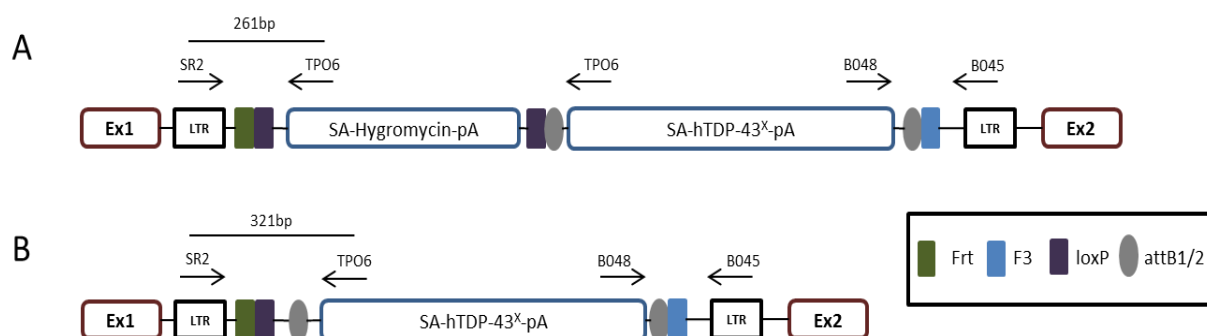 261bp
A
SR2 TPO6 TPO6 B048 B045
Ex1 LTR SA-Hygromycin-pA SA-hTDP-43X-pA LTR Ex2
321bp
B
SR2 TPO6 B048 B045
Ex1 LTR SA-hTDP-43X-pA LTR Ex2
Frt F3 loxP attB1/2